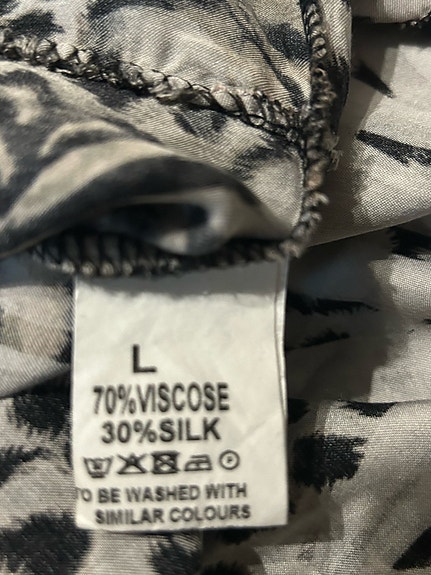 L
70%VISCOSE
30%SILK
TO BE WASHED WITH
SIMILAR COLOURS